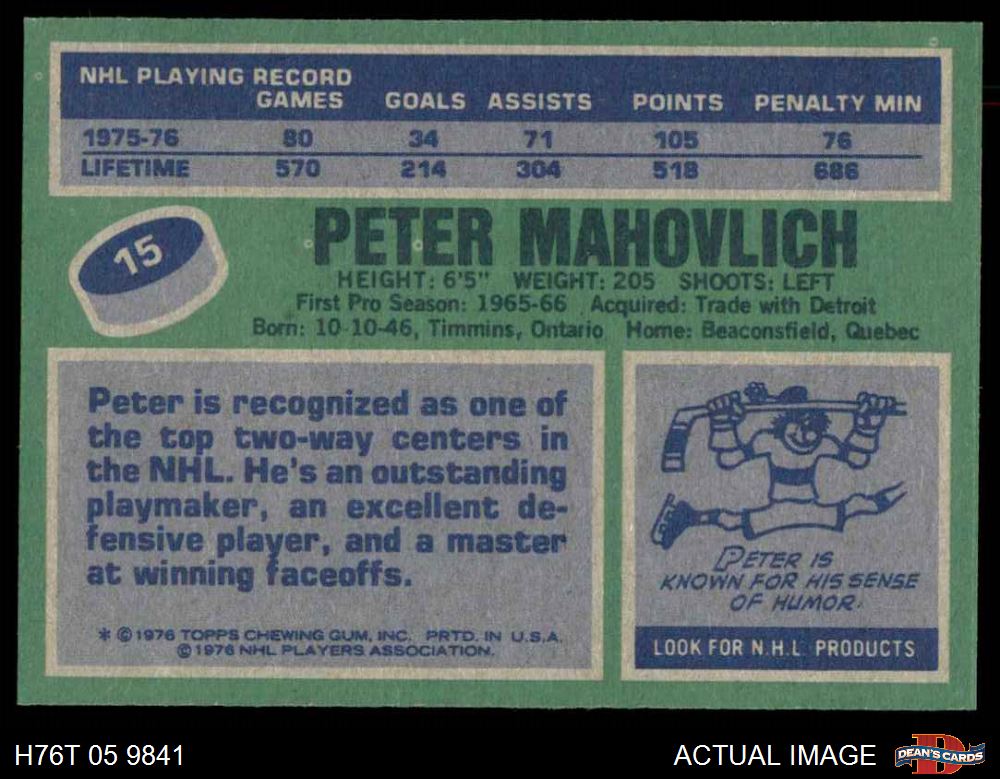 NHL PLAYING RECORD
GAMES GOALS ASSISTS POINTS PENALTY MIN
1975-76 80 34 71 105 76
LIFETIME 570 214 304 518 686
15
PETER MAHOVLICH
HEIGHT: 6'5" WEIGHT: 205 SHOOTS: LEFT
First Pro Season: 1965-66 Acquired: Trade with Detroit
Born: 10-10-46, Timmins, Ontario Home: Beaconsfield, Quebec
Peter is recognized as one of
the top two-way centers in
the NHL. He's an outstanding
playmaker, an excellent de-
fensive player, and a master
at winning faceoffs.
* ©1976 TOPPS CHEWING GUM, INC. PRTD. IN U.S.A.
©1976 NHL PLAYERS ASSOCIATION.
PETER IS
KNOWN FOR HIS SENSE
OF HUMOR.
LOOK FOR N.H.L PRODUCTS
H76T 05 9841
ACTUAL IMAGE
D
DEAN'S CARDS